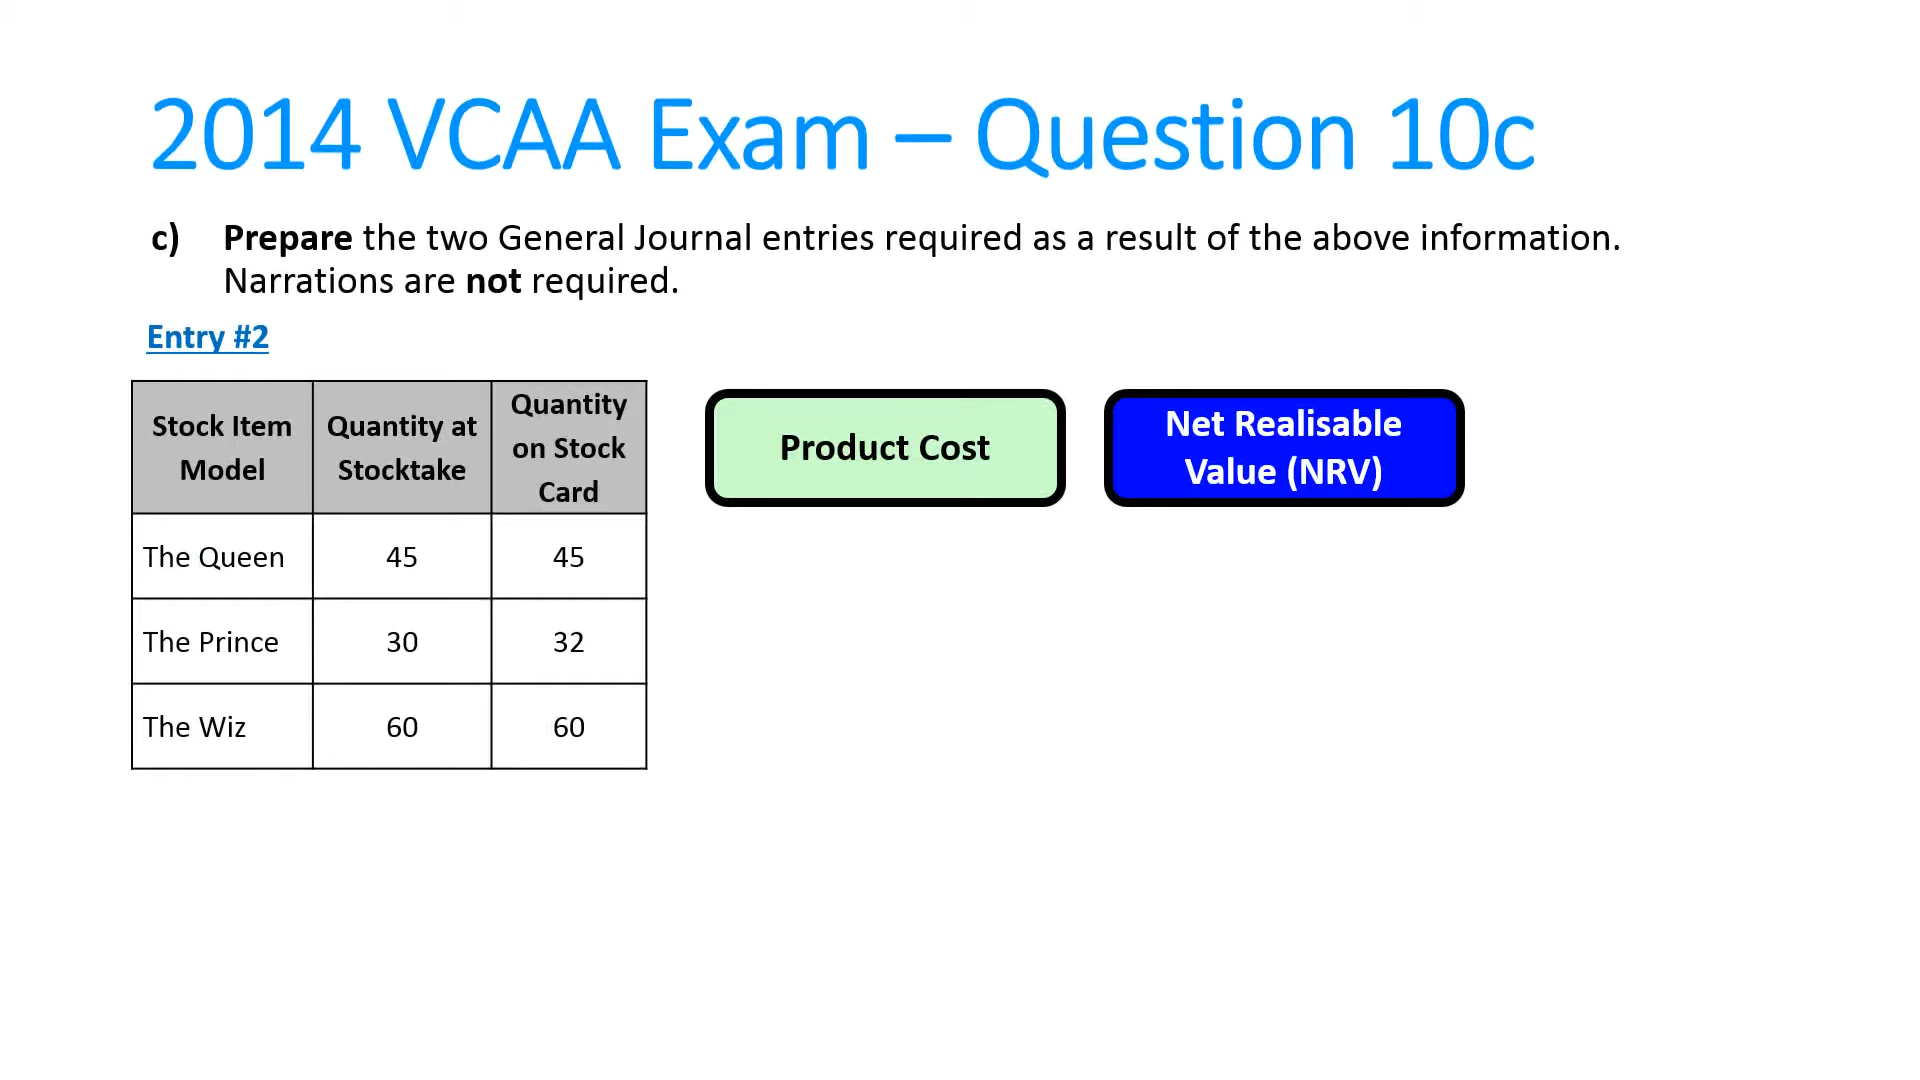 2014 VCAA Exam – Question 10c
c) Prepare the two General Journal entries required as a result of the above information.
Narrations are not required.
Entry #2
Stock Item Model Quantity at Stocktake Quantity on Stock Card
The Queen 45 45
The Prince 30 32
The Wiz 60 60
Product Cost
Net Realisable
Value (NRV)